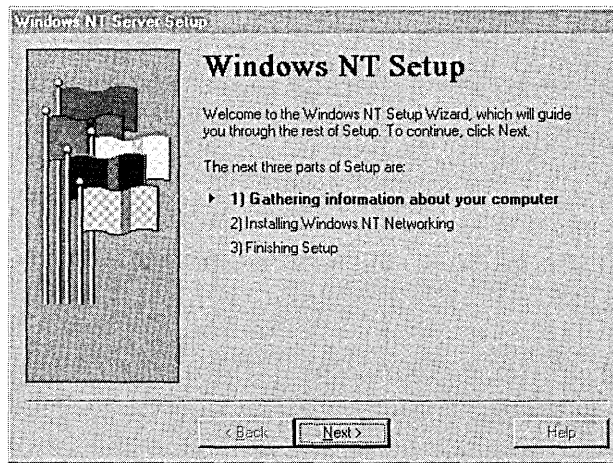 Windows NT Server Setup
Windows NT Setup
Welcome to the Windows NT Setup Wizard, which will guide
you through the rest of Setup. To continue, click Next.
The next three parts of Setup are:
1) Gathering information about your computer
2) Installing Windows NT Networking
3) Finishing Setup
< Back
Next >
Help